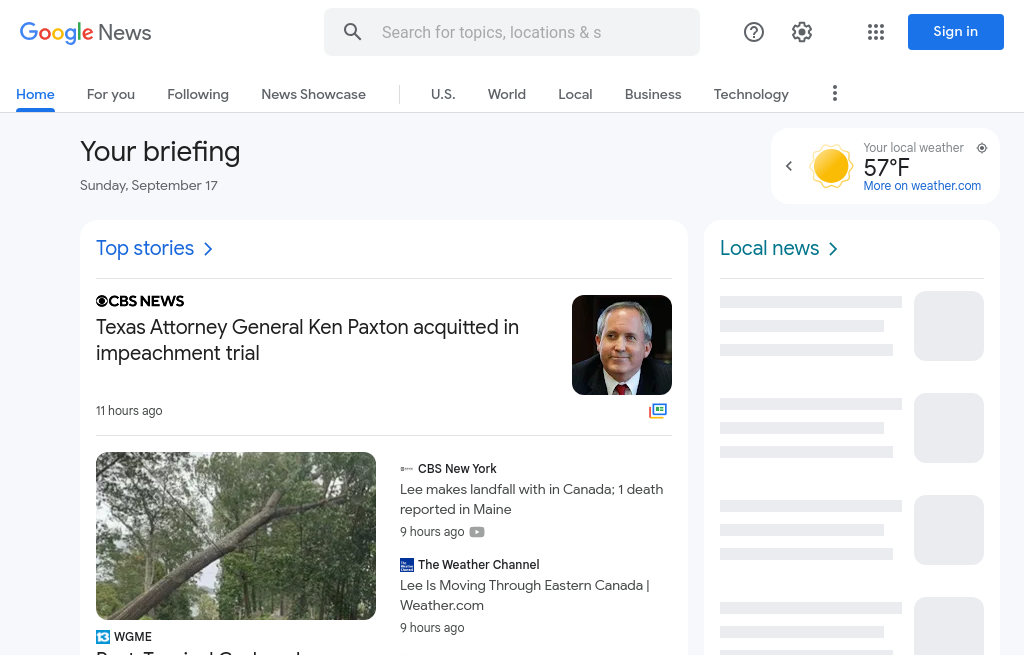 Google News
Search for topics, locations & s
Sign in
Home
For you
Following
News Showcase
U.S.
World
Local
Business
Technology
Your briefing
Sunday, September 17
Your local weather
57°F
More on weather.com
Top stories
CBS NEWS
Texas Attorney General Ken Paxton acquitted in
impeachment trial
11 hours ago
CBS New York
Lee makes landfall with in Canada; 1 death
reported in Maine
9 hours ago
The Weather Channel
Lee Is Moving Through Eastern Canada |
Weather.com
9 hours ago
13 WGME
Local news